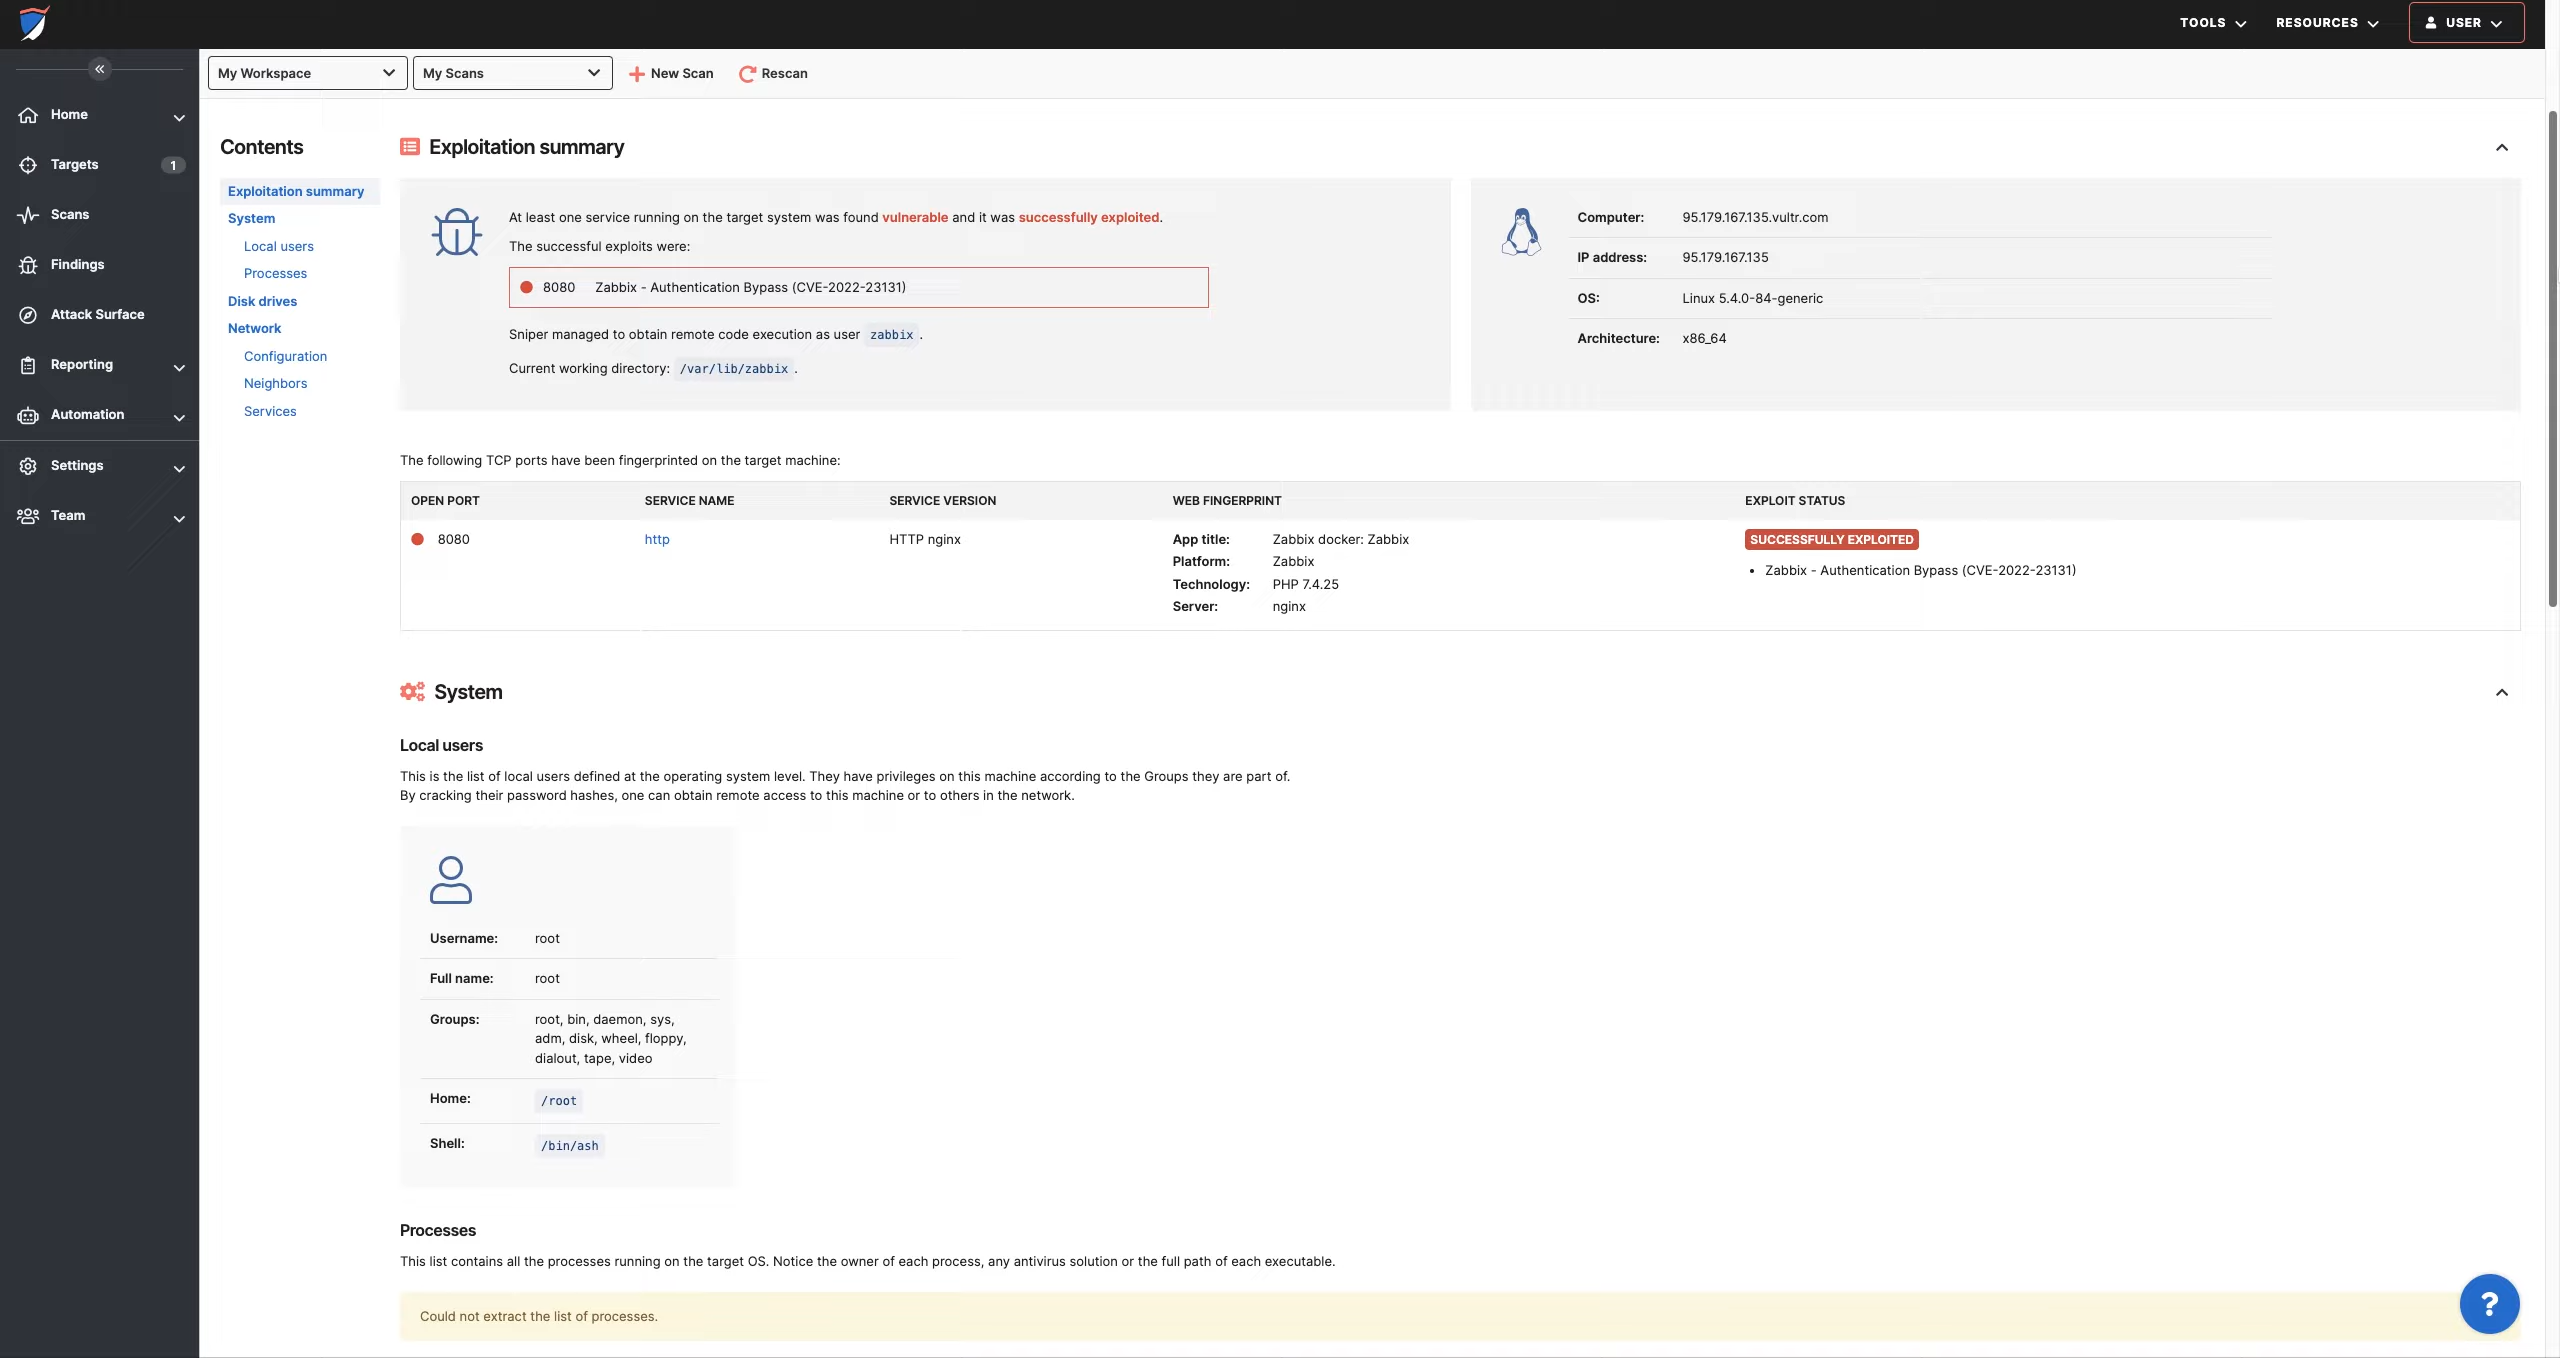 TOOLS
RESOURCES
USER
My Workspace
My Scans
New Scan
Rescan
Home
Targets
1
Scans
Findings
Attack Surface
Reporting
Automation
Settings
Team
Contents
Exploitation summary
System
Local users
Processes
Disk drives
Network
Configuration
Neighbors
Services
Exploitation summary
At least one service running on the target system was found vulnerable and it was successfully exploited.
The successful exploits were:
8080 Zabbix - Authentication Bypass (CVE-2022-23131)
Sniper managed to obtain remote code execution as user zabbix .
Current working directory: /var/lib/zabbix .
Computer: 95.179.167.135.vultr.com
IP address: 95.179.167.135
OS: Linux 5.4.0-84-generic
Architecture: x86_64
The following TCP ports have been fingerprinted on the target machine:
OPEN PORT SERVICE NAME SERVICE VERSION WEB FINGERPRINT EXPLOIT STATUS
8080 http HTTP nginx App title: Zabbix docker: Zabbix SUCCESSFULLY EXPLOITED
Platform: Zabbix
• Zabbix - Authentication Bypass (CVE-2022-23131)
Technology: PHP 7.4.25
Server: nginx
System
Local users
This is the list of local users defined at the operating system level. They have privileges on this machine according to the Groups they are part of.
By cracking their password hashes, one can obtain remote access to this machine or to others in the network.
Username: root
Full name: root
Groups: root, bin, daemon, sys,
adm, disk, wheel, floppy,
dialout, tape, video
Home: /root
Shell: /bin/ash
Processes
This list contains all the processes running on the target OS. Notice the owner of each process, any antivirus solution or the full path of each executable.
Could not extract the list of processes.
?